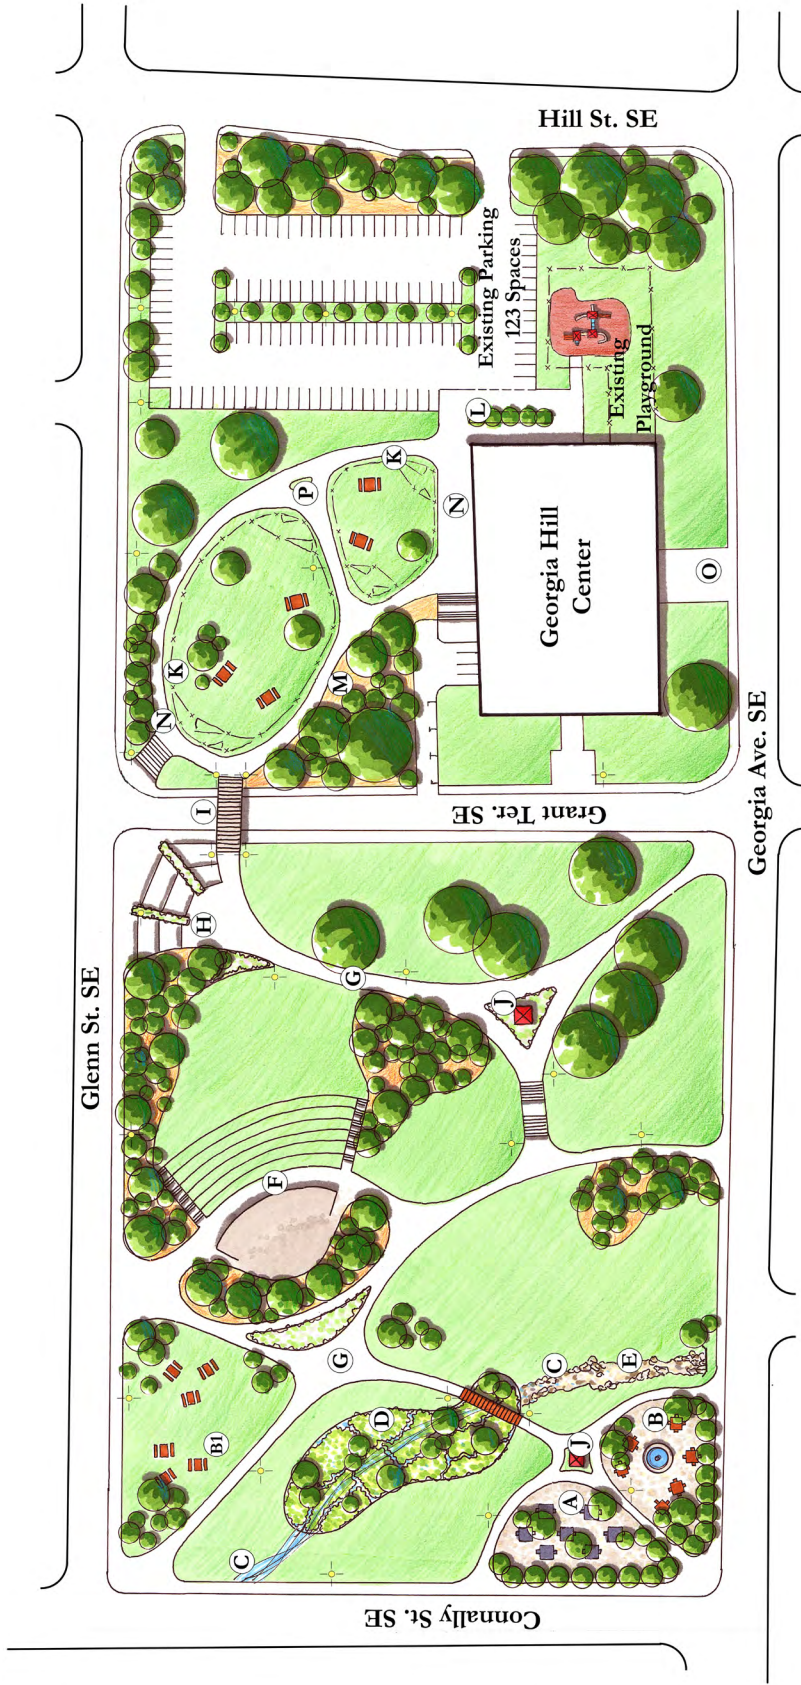 Hill St. SE
Existing Parking
123 Spaces
Existing
Playground
L
K
P
N
Georgia Hill
Center
O
K
M
N
Georgia Ave. SE
Grant Ter. SE
I
H
Glenn St. SE
G
J
F
G
C
E
D
B1
B
J
A
C
Connally St. SE